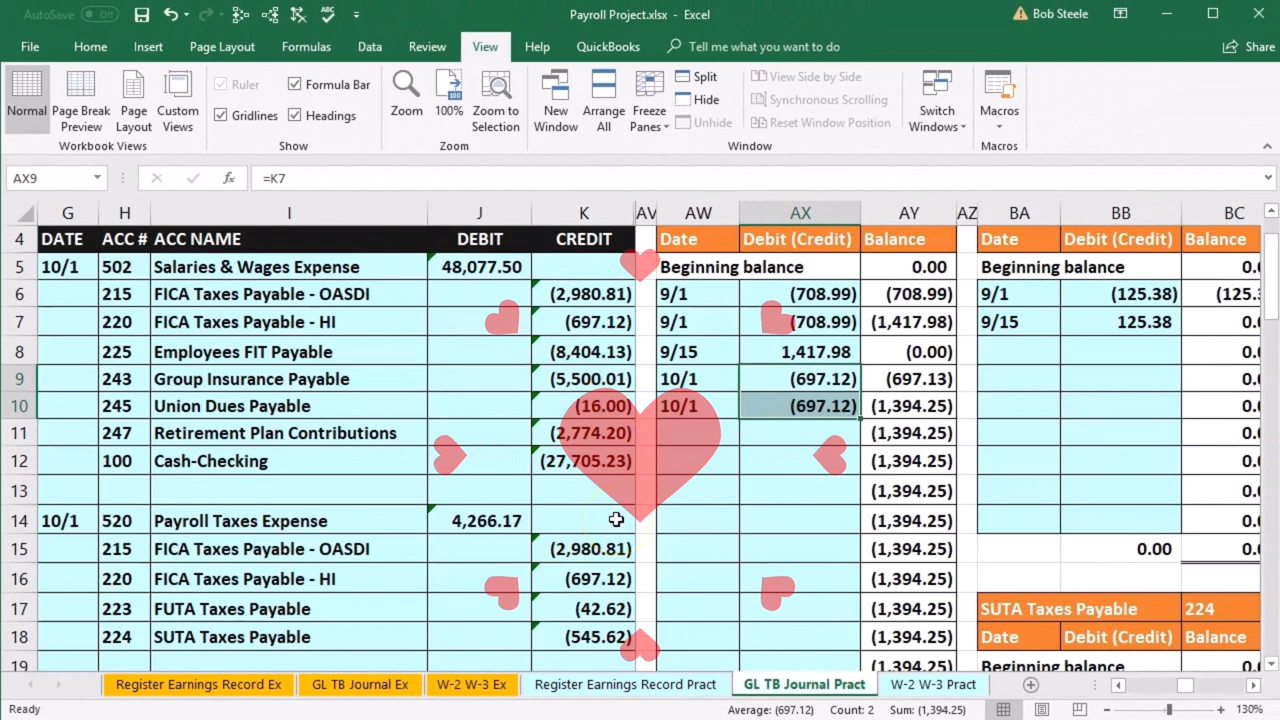 AutoSave Off Payroll Project.xlsx - Excel Bob Steele
File Home Insert Page Layout Formulas Data Review View Help QuickBooks Tell me what you want to do Share
Normal Page Break Preview Page Layout Custom Views
Workbook Views
Ruler Formula Bar
Gridlines Headings
Show
Zoom 100% Zoom to Selection
Zoom
New Window Arrange All Freeze Panes
Split
Hide
Unhide
View Side by Side
Synchronous Scrolling
Reset Window Position
Switch Windows
Window
Macros
Macros
AX9 fx =K7
G H I J K AV AW AX AY AZ BA BB BC
4 DATE ACC # ACC NAME DEBIT CREDIT Date Debit (Credit) Balance Date Debit (Credit) Balance
5 10/1 502 Salaries & Wages Expense 48,077.50 Beginning balance 0.00 Beginning balance 0.0
6 215 FICA Taxes Payable - OASDI (2,980.81) 9/1 (708.99) (708.99) 9/1 (125.38) (125.3
7 220 FICA Taxes Payable - HI (697.12) 9/1 (708.99) (1,417.98) 9/15 125.38 0.0
8 225 Employees FIT Payable (8,404.13) 9/15 1,417.98 (0.00) 0.0
9 243 Group Insurance Payable (5,500.01) 10/1 (697.12) (697.13) 0.0
10 245 Union Dues Payable (16.00) 10/1 (697.12) (1,394.25) 0.0
11 247 Retirement Plan Contributions (2,774.20) (1,394.25) 0.0
12 100 Cash-Checking (27,705.23) (1,394.25) 0.0
13 (1,394.25) 0.0
14 10/1 520 Payroll Taxes Expense 4,266.17 (1,394.25) 0.0
15 215 FICA Taxes Payable - OASDI (2,980.81) (1,394.25) 0.00 0.0
16 220 FICA Taxes Payable - HI (697.12) (1,394.25)
17 223 FUTA Taxes Payable (42.62) (1,394.25) SUTA Taxes Payable 224
18 224 SUTA Taxes Payable (545.62) (1,394.25) Date Debit (Credit) Balance
19 (1,394.25) Beginning balance 0.0
Register Earnings Record Ex GL TB Journal Ex W-2 W-3 Ex Register Earnings Record Pract GL TB Journal Pract W-2 W-3 Pract
Ready Average: (697.12) Count: 2 Sum: (1,394.25) 130%